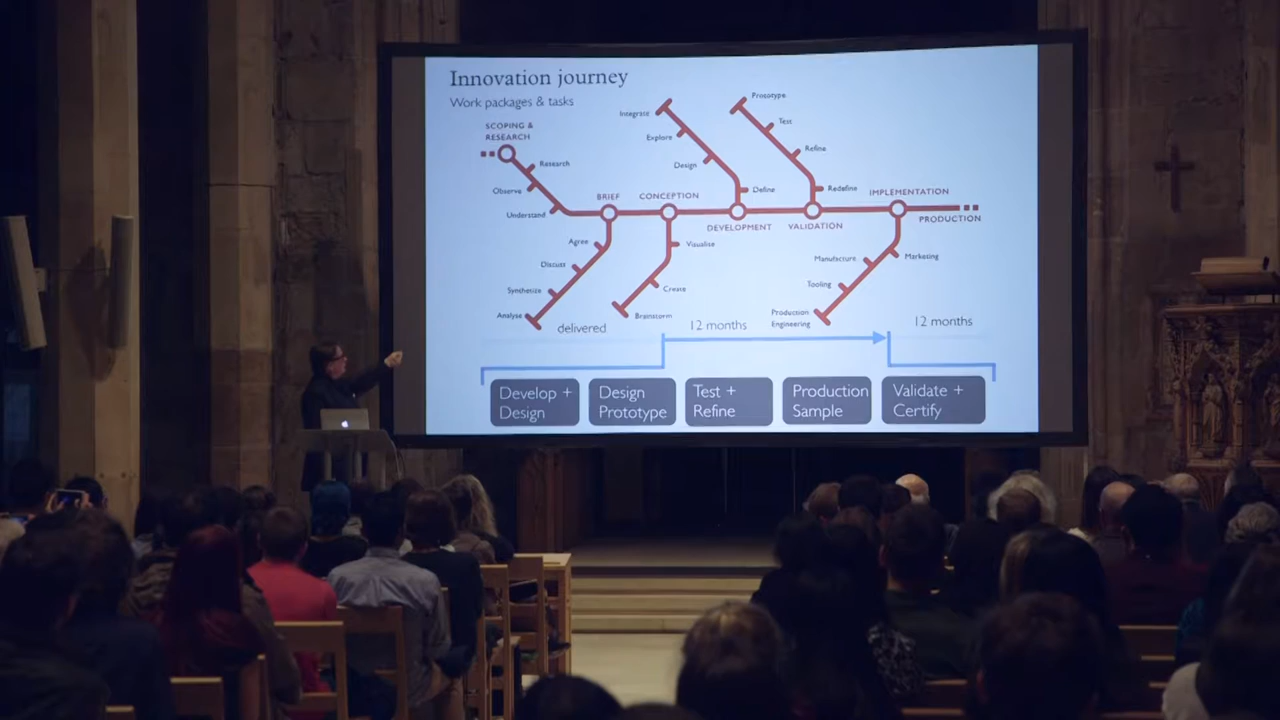 Innovation journey
Work packages & tasks
SCOPING &
RESEARCH
Research
Observe
Understand
BRIEF
Agree
Discuss
Synthesize
Analyse
CONCEPTION
Visualise
Create
Brainstorm
Integrate
Explore
Design
Define
DEVELOPMENT
Prototype
Test
Refine
Redefine
VALIDATION
IMPLEMENTATION
PRODUCTION
Marketing
Manufacture
Tooling
Production
Engineering
delivered
12 months
12 months
Develop +
Design
Design
Prototype
Test +
Refine
Production
Sample
Validate +
Certify